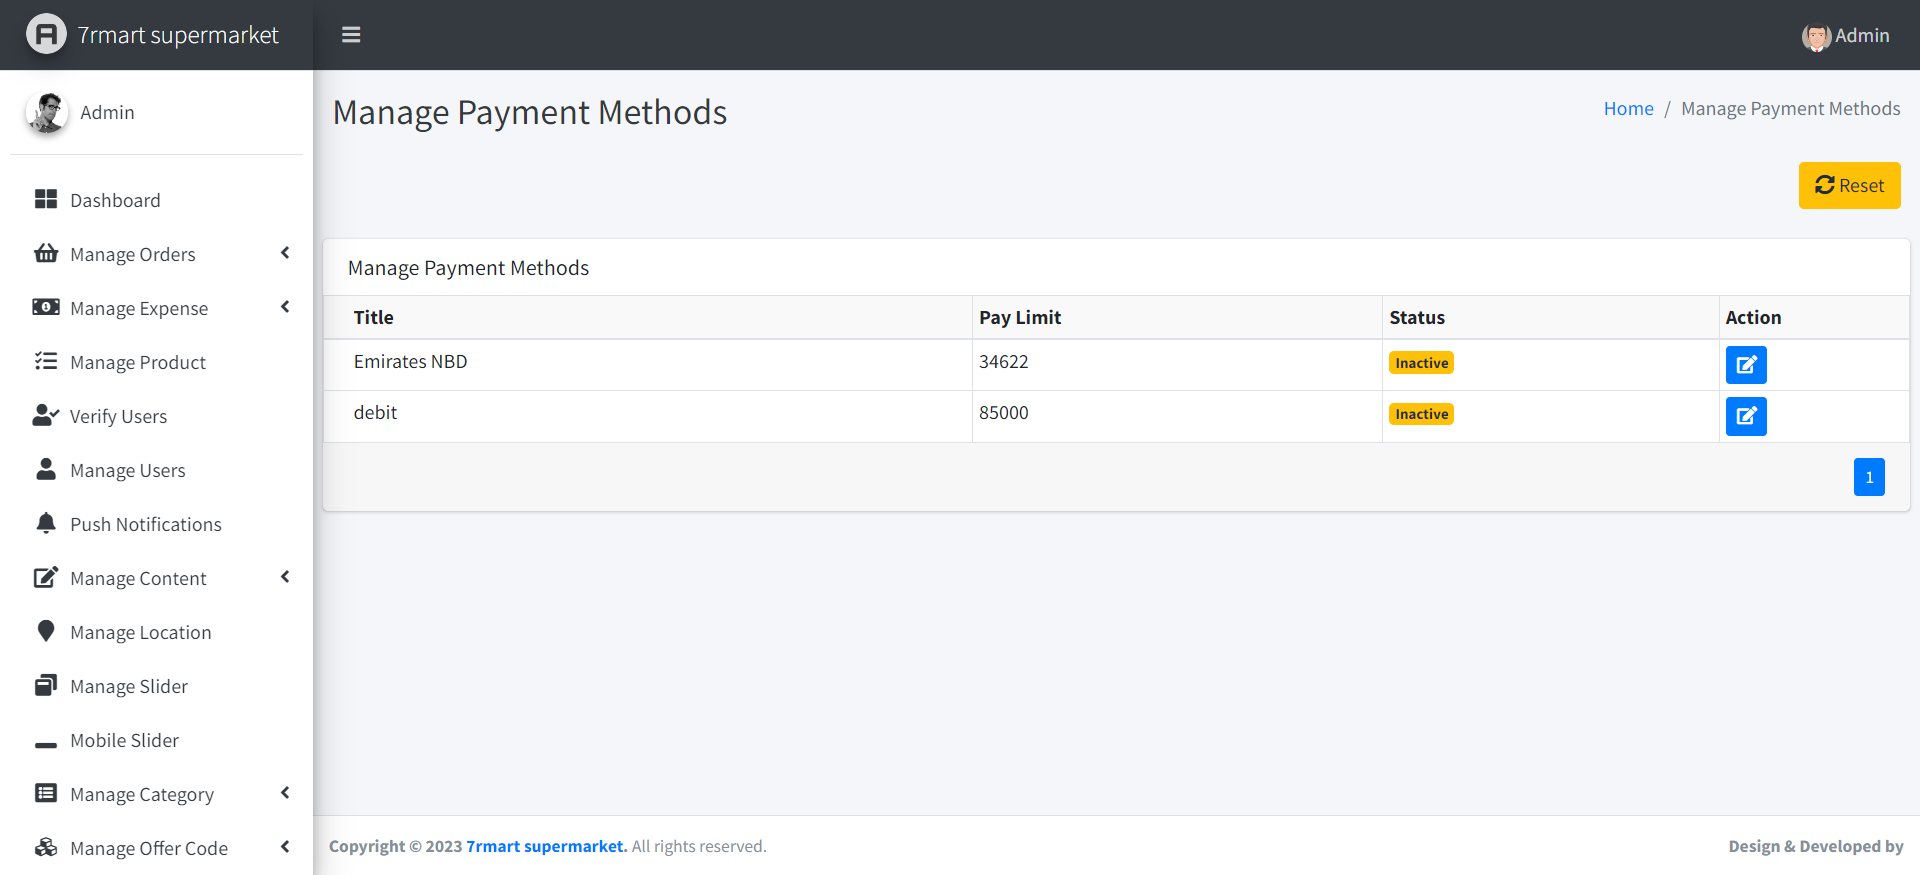 7rmart supermarket
Admin
Admin
Dashboard
Manage Orders
Manage Expense
Manage Product
Verify Users
Manage Users
Push Notifications
Manage Content
Manage Location
Manage Slider
Mobile Slider
Manage Category
Manage Offer Code
Manage Payment Methods
Home / Manage Payment Methods
Reset
Manage Payment Methods
Title Pay Limit Status Action
Emirates NBD 34622 Inactive
debit 85000 Inactive
1
Copyright © 2023 7rmart supermarket. All rights reserved.
Design & Developed by